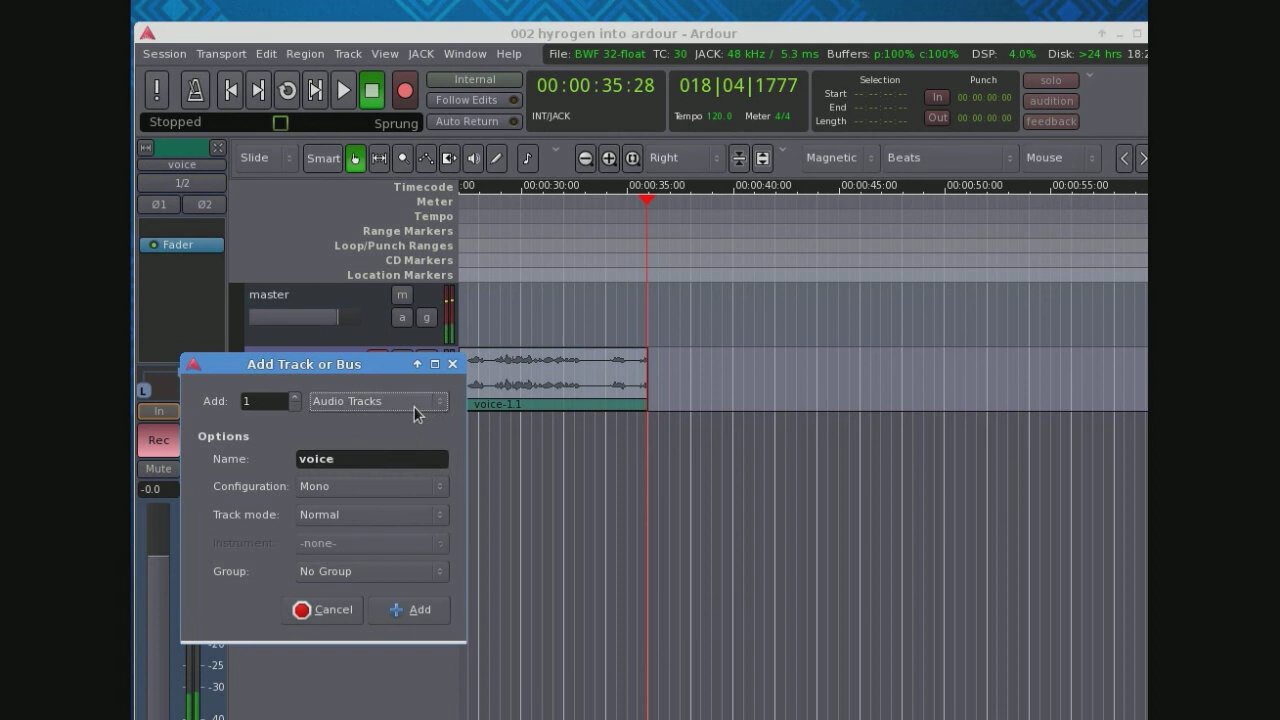 002 hyrogen into ardour - Ardour
Session Transport Edit Region Track View JACK Window Help File: BWF 32-float TC: 30 JACK: 48 kHz / 5.3 ms Buffers: p:100% c:100% DSP: 4.0% Disk: >24 hrs 18:2
Internal
Follow Edits
Auto Return
Stopped
Sprung
00:00:35:28
INT/JACK
018|04|1777
Tempo 120.0 Meter 4/4
Selection
Start --:--:--:--
End --:--:--:--
Length --:--:--:--
Punch
In 00:00:00:00
Out 00:00:00:00
solo
audition
feedback
voice
1/2
Ø1 Ø2
Fader
Slide Smart Right Magnetic Beats Mouse
Timecode :00 00:00:30:00 00:00:35:00 00:00:40:00 00:00:45:00 00:00:50:00 00:00:55:00
Meter
Tempo
Range Markers
Loop/Punch Ranges
CD Markers
Location Markers
master m
a g
voice-1.1
L
In
Rec
Mute
-0.0
Add Track or Bus
Add: 1 Audio Tracks
Options
Name: voice
Configuration: Mono
Track mode: Normal
Instrument: -none-
Group: No Group
Cancel Add
-20
-25
-30
-40